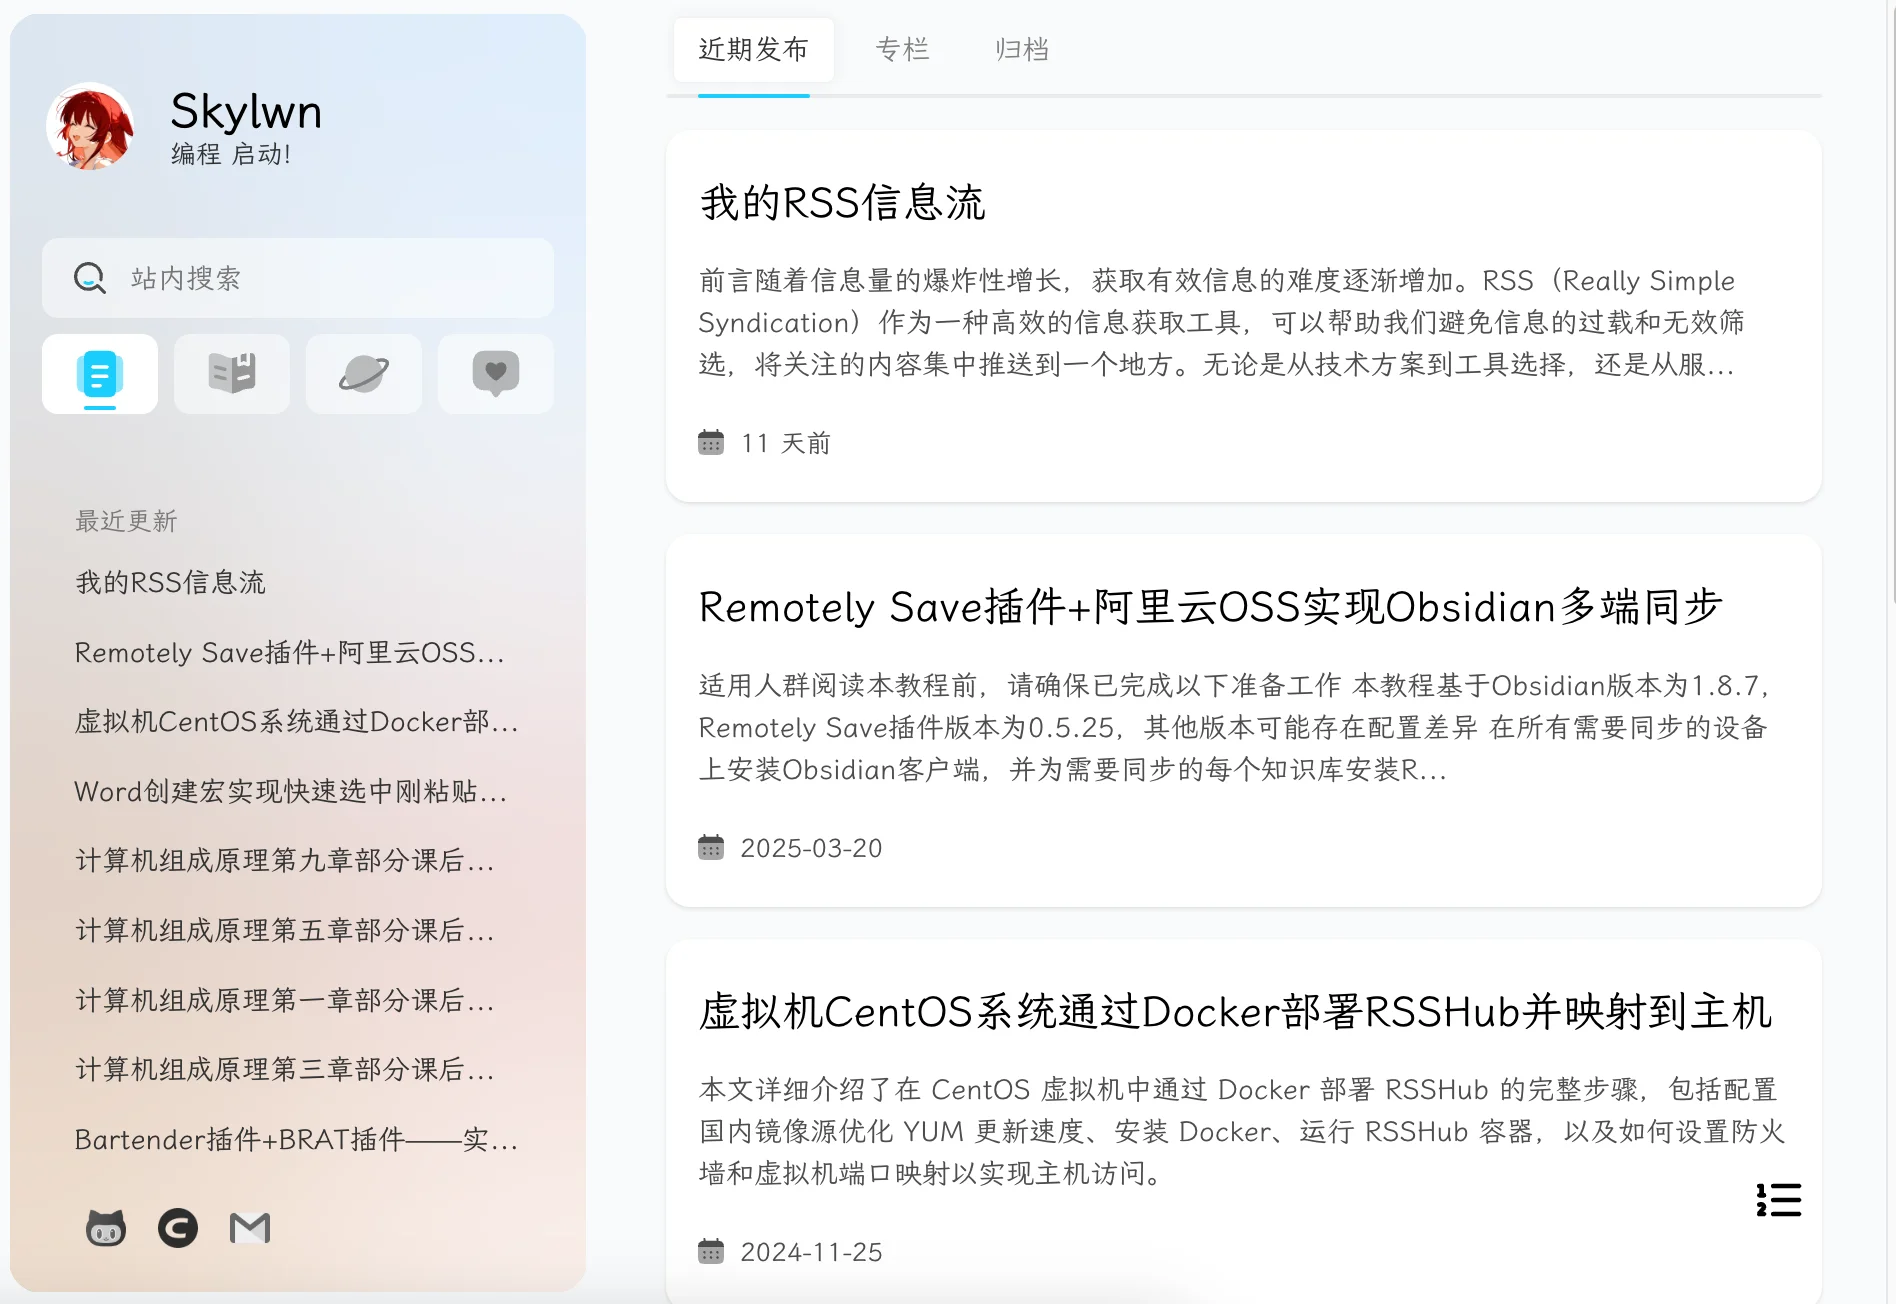 Skylwn
编程 启动!
站内搜索
最近更新
我的RSS信息流
Remotely Save插件+阿里云OSS...
虚拟机CentOS系统通过Docker部...
Word创建宏实现快速选中刚粘贴...
计算机组成原理第九章部分课后...
计算机组成原理第五章部分课后...
计算机组成原理第一章部分课后...
计算机组成原理第三章部分课后...
Bartender插件+BRAT插件——实...
近期发布 专栏 归档
我的RSS信息流
前言随着信息量的爆炸性增长，获取有效信息的难度逐渐增加。RSS（Really Simple
Syndication）作为一种高效的信息获取工具，可以帮助我们避免信息的过载和无效筛
选，将关注的内容集中推送到一个地方。无论是从技术方案到工具选择，还是从服...
11 天前
Remotely Save插件+阿里云OSS实现Obsidian多端同步
适用人群阅读本教程前，请确保已完成以下准备工作 本教程基于Obsidian版本为1.8.7，
Remotely Save插件版本为0.5.25，其他版本可能存在配置差异 在所有需要同步的设备
上安装Obsidian客户端，并为需要同步的每个知识库安装R...
2025-03-20
虚拟机CentOS系统通过Docker部署RSSHub并映射到主机
本文详细介绍了在 CentOS 虚拟机中通过 Docker 部署 RSSHub 的完整步骤，包括配置
国内镜像源优化 YUM 更新速度、安装 Docker、运行 RSSHub 容器，以及如何设置防火
墙和虚拟机端口映射以实现主机访问。
2024-11-25